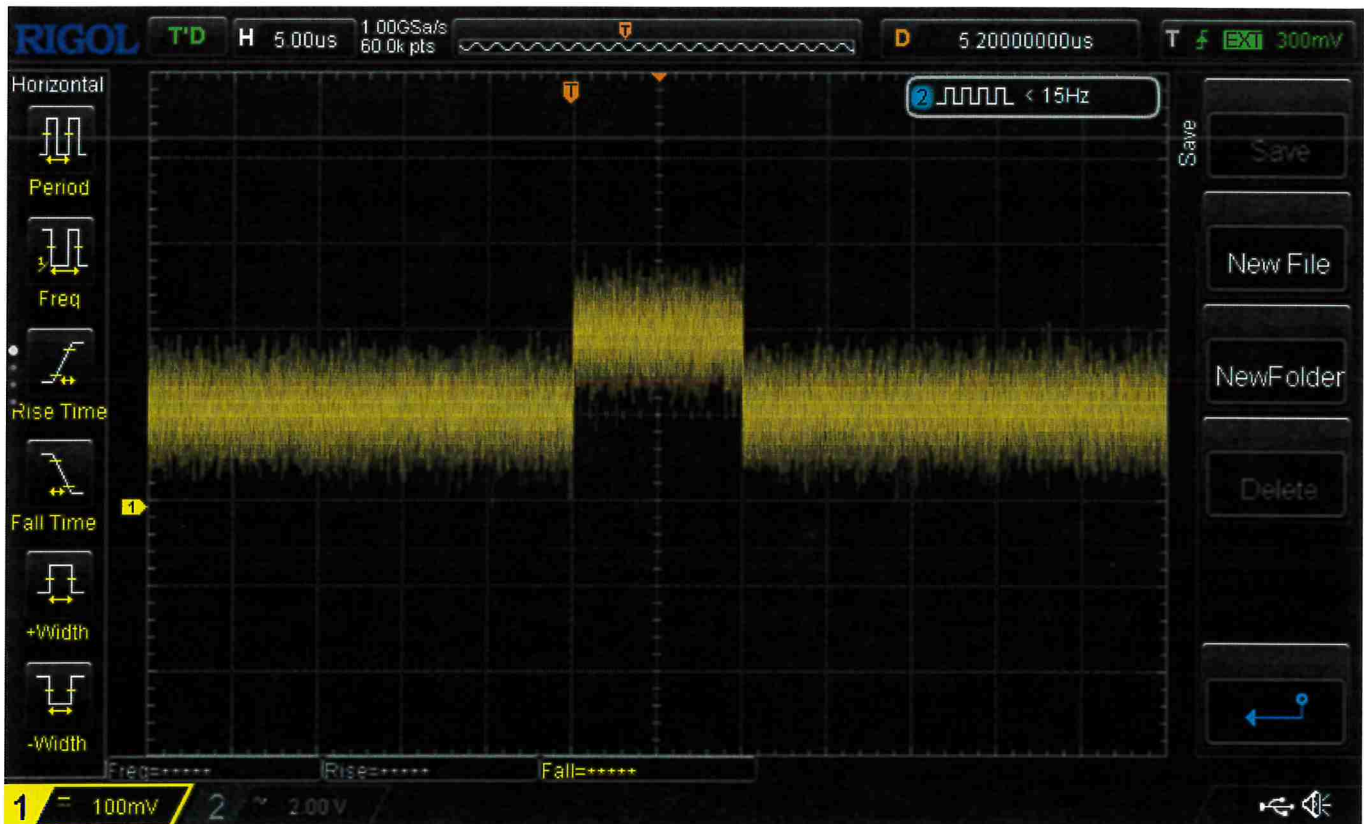 RIGOL T'D H 5.00us 1.00GSa/s 60.0k pts T D 5.20000000us T EXT 300mV
Horizontal
T
2 < 15Hz
Save
Save
Period
New File
Freq
NewFolder
Rise Time
Delete
1
Fall Time
+Width
-Width
Freq=***** Rise=***** Fall=*****
1 = 100mV 2 ~ 2.00 V